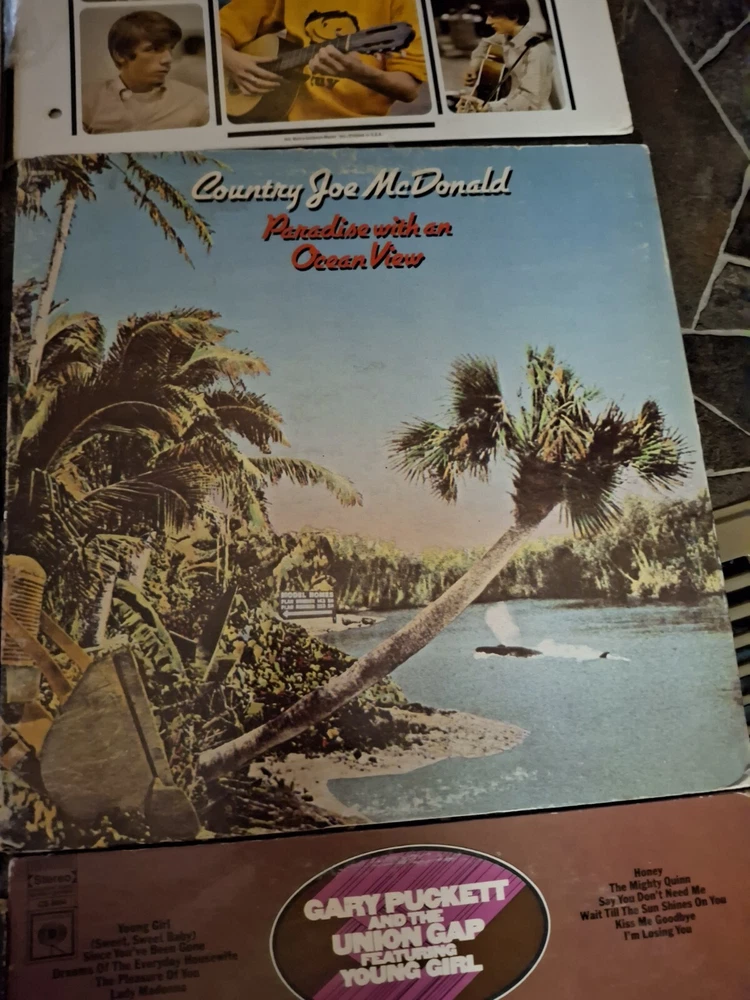 Country Joe McDonald
Paradise with an
Ocean View
MODEL HOMES
Stereo
GARY PUCKETT
AND THE
UNION GAP
FEATURING
YOUNG GIRL
Young Girl
(Sweet, Sweet Baby)
Since You've Been Gone
Dreams Of The Everyday Housewife
The Pleasure Of You
Lady Madonna
Honey
The Mighty Quinn
Say You Don't Need Me
Wait Till The Sun Shines On You
Kiss Me Goodbye
I'm Losing You